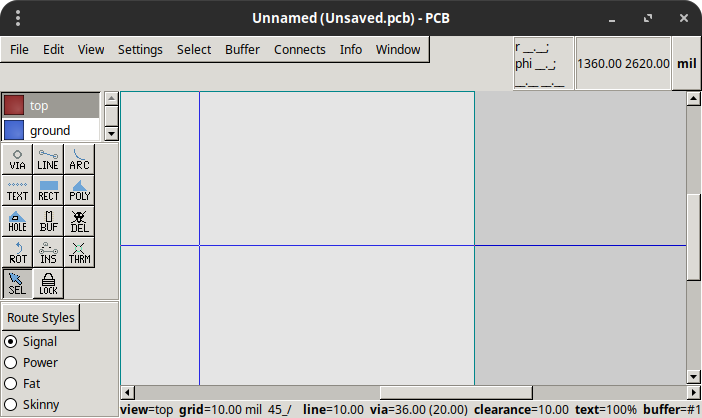 Unnamed (Unsaved.pcb) - PCB
File Edit View Settings Select Buffer Connects Info Window
r __.__;
phi __._;
__.__ __.__
1360.00 2620.00
mil
top
ground
VIA LINE ARC
TEXT RECT POLY
HOLE BUF DEL
ROT INS THRM
SEL LOCK
Route Styles
Signal
Power
Fat
Skinny
view=top grid=10.00 mil 45_/ line=10.00 via=36.00 (20.00) clearance=10.00 text=100% buffer=#1